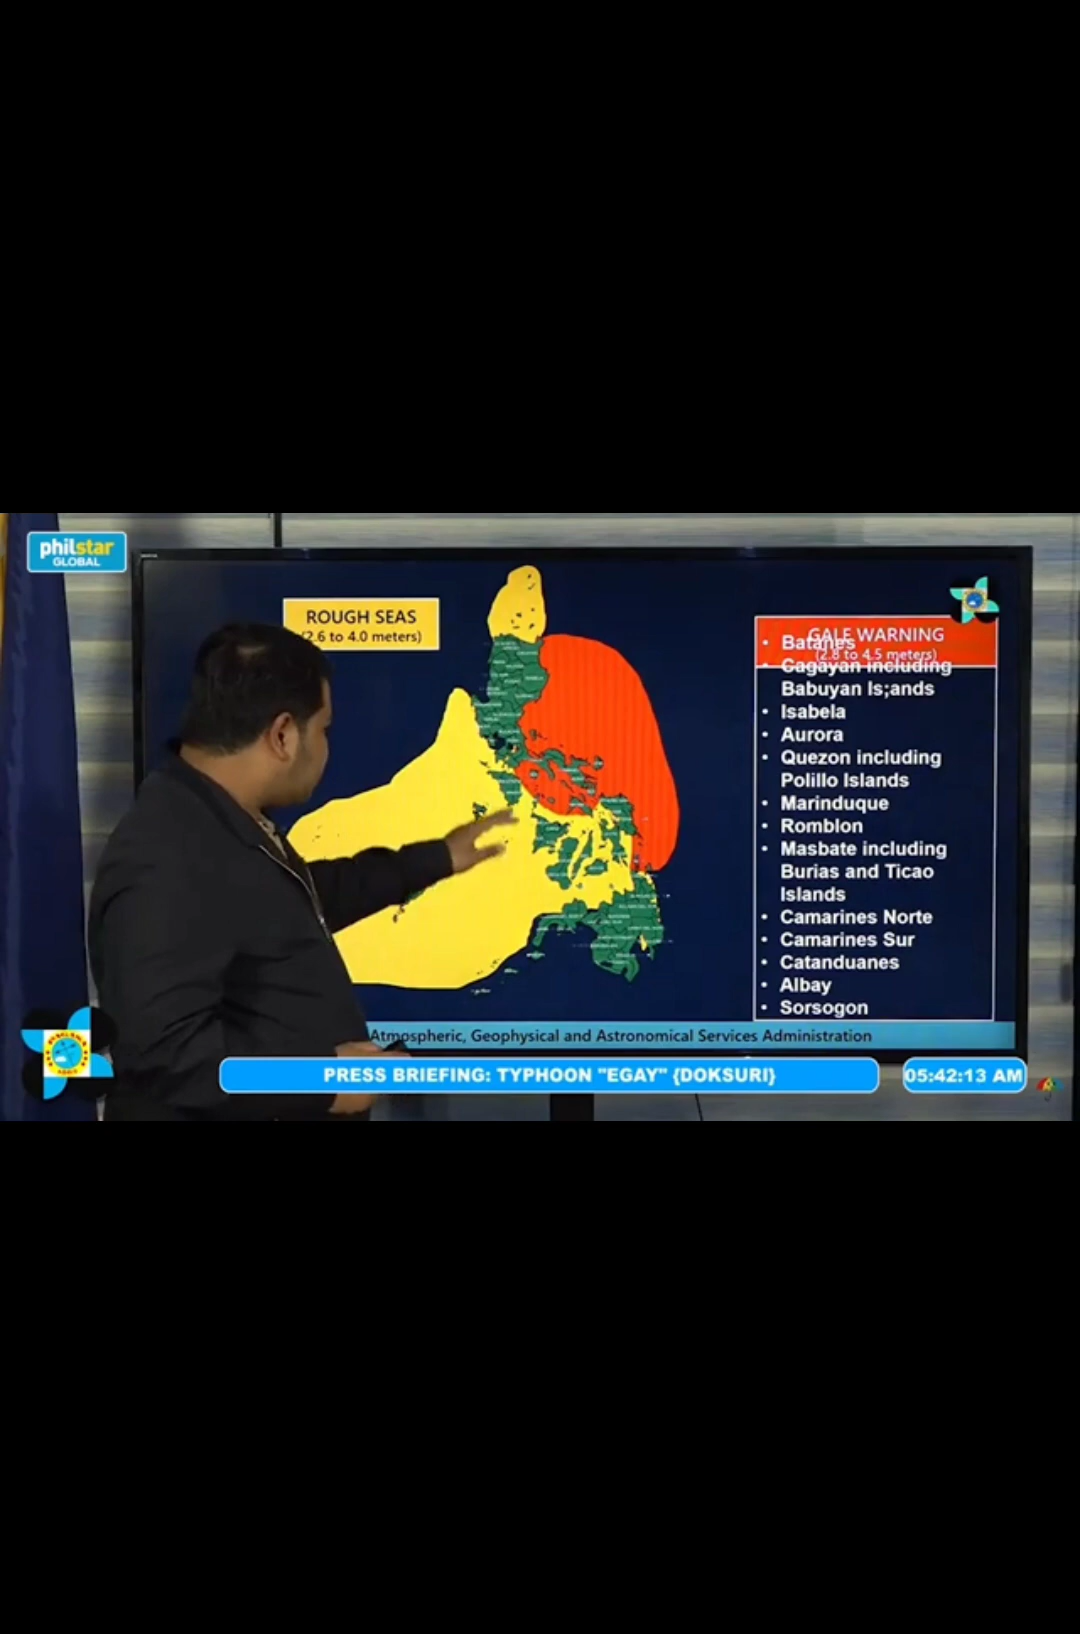 philstar
GLOBAL
ROUGH SEAS
(2.6 to 4.0 meters)
GALE WARNING
(2.8 to 4.5 meters)
• Batanes
• Cagayan including
Babuyan Is;ands
• Isabela
• Aurora
• Quezon including
Polillo Islands
• Marinduque
• Romblon
• Masbate including
Burias and Ticao
Islands
• Camarines Norte
• Camarines Sur
• Catanduanes
• Albay
• Sorsogon
Atmospheric, Geophysical and Astronomical Services Administration
PRESS BRIEFING: TYPHOON "EGAY" {DOKSURI}
05:42:13 AM